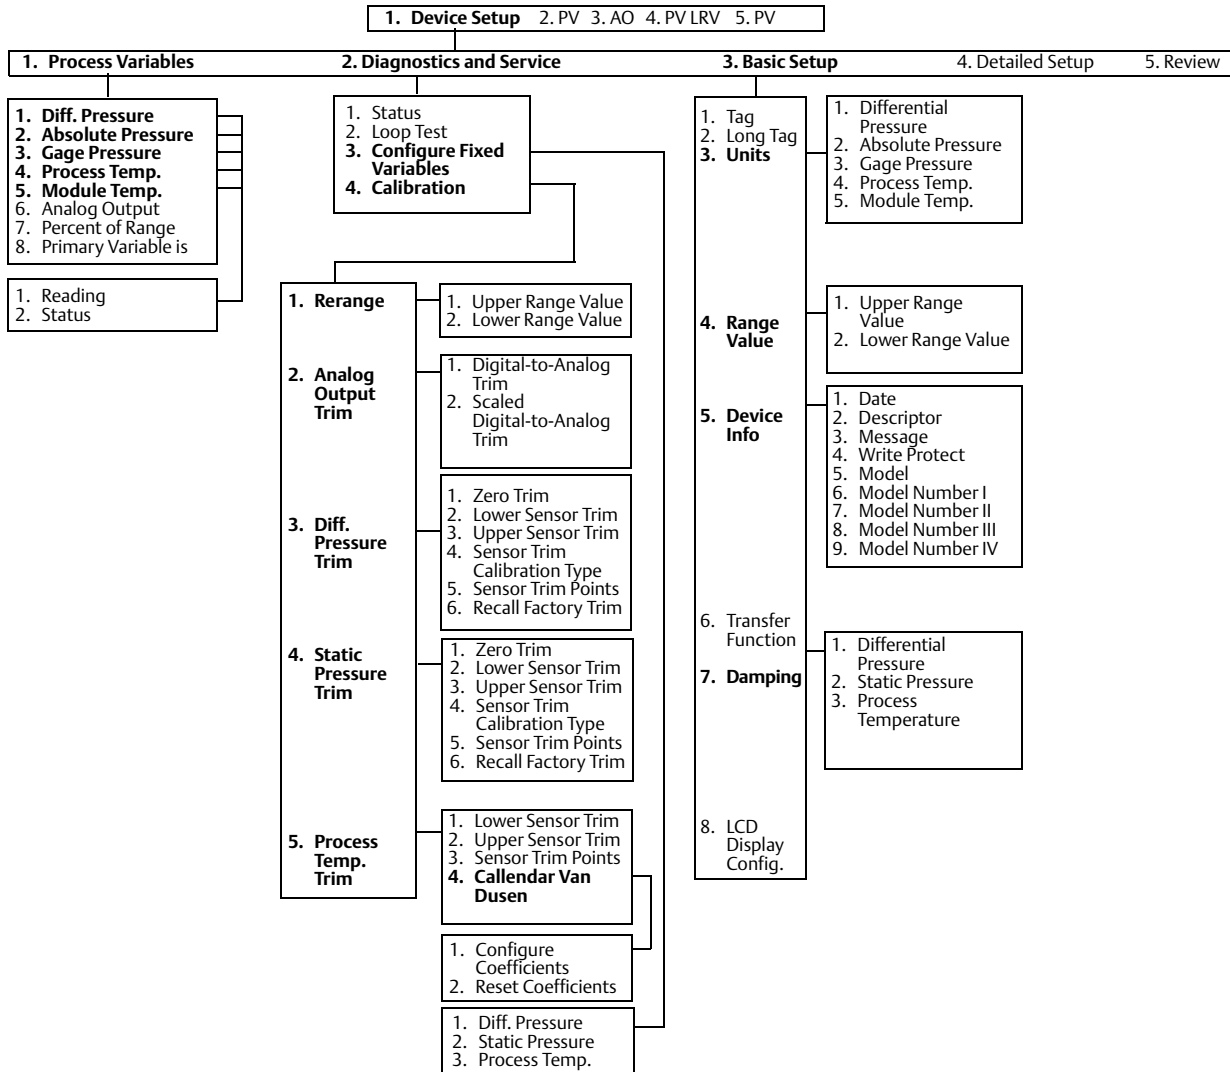 1. Device Setup 2. PV 3. AO 4. PV LRV 5. PV
1. Process Variables 2. Diagnostics and Service 3. Basic Setup 4. Detailed Setup 5. Review
1. Diff. Pressure
2. Absolute Pressure
3. Gage Pressure
4. Process Temp.
5. Module Temp.
6. Analog Output
7. Percent of Range
8. Primary Variable is
1. Reading
2. Status
1. Status
2. Loop Test
3. Configure Fixed
Variables
4. Calibration
1. Rerange
2. Analog
Output
Trim
3. Diff.
Pressure
Trim
4. Static
Pressure
Trim
5. Process
Temp.
Trim
1. Upper Range Value
2. Lower Range Value
1. Digital-to-Analog
Trim
2. Scaled
Digital-to-Analog
Trim
1. Zero Trim
2. Lower Sensor Trim
3. Upper Sensor Trim
4. Sensor Trim
Calibration Type
5. Sensor Trim Points
6. Recall Factory Trim
1. Zero Trim
2. Lower Sensor Trim
3. Upper Sensor Trim
4. Sensor Trim
Calibration Type
5. Sensor Trim Points
6. Recall Factory Trim
1. Lower Sensor Trim
2. Upper Sensor Trim
3. Sensor Trim Points
4. Callendar Van
Dusen
1. Configure
Coefficients
2. Reset Coefficients
1. Diff. Pressure
2. Static Pressure
3. Process Temp.
1. Tag
2. Long Tag
3. Units
4. Range
Value
5. Device
Info
6. Transfer
Function
7. Damping
8. LCD
Display
Config.
1. Differential
Pressure
2. Absolute Pressure
3. Gage Pressure
4. Process Temp.
5. Module Temp.
1. Upper Range
Value
2. Lower Range Value
1. Date
2. Descriptor
3. Message
4. Write Protect
5. Model
6. Model Number I
7. Model Number II
8. Model Number III
9. Model Number IV
1. Differential
Pressure
2. Static Pressure
3. Process
Temperature